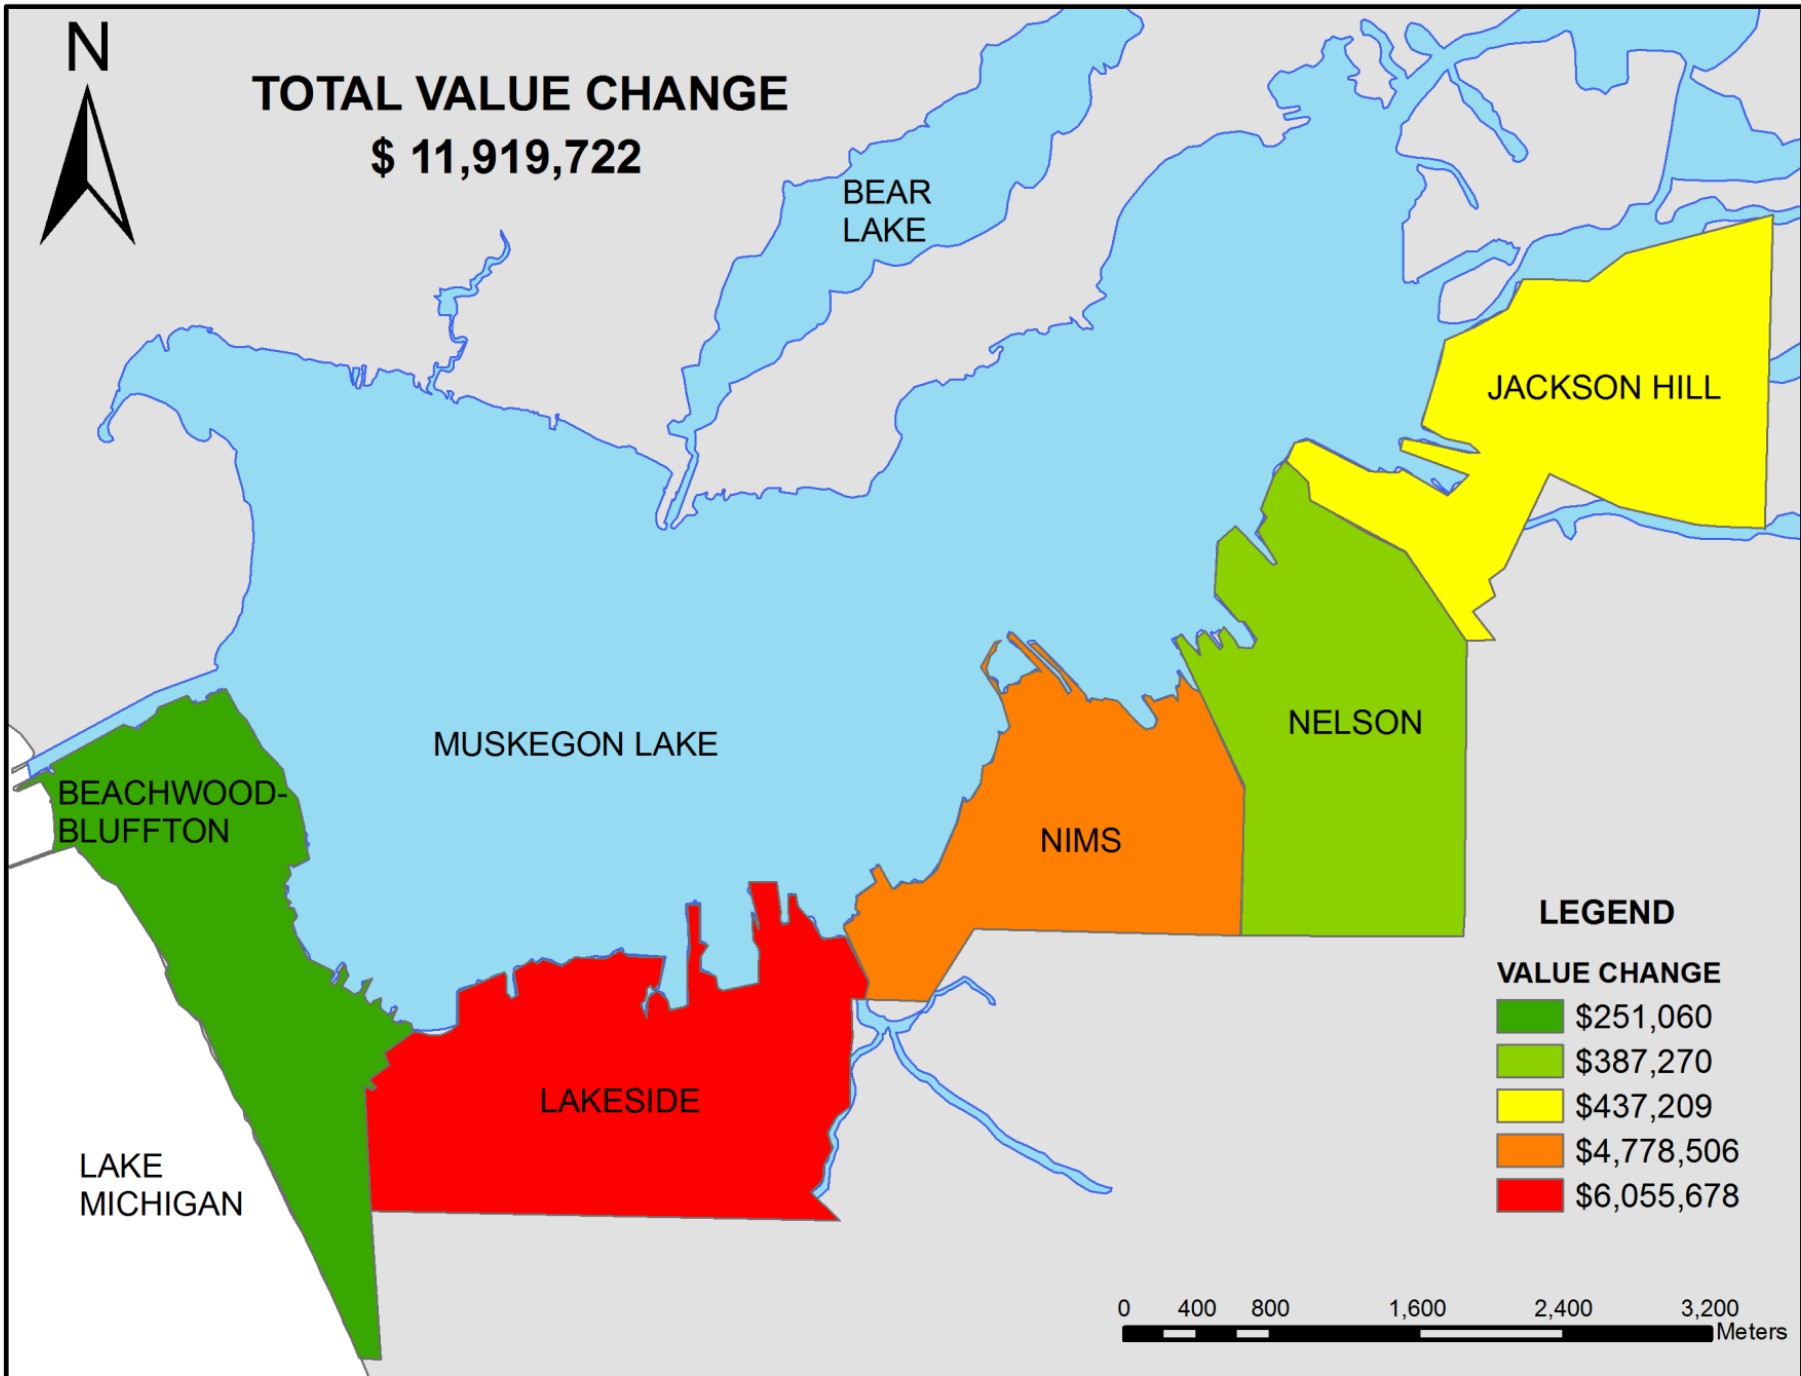 N
TOTAL VALUE CHANGE
$ 11,919,722
BEAR
LAKE
JACKSON HILL
MUSKEGON LAKE
NELSON
BEACHWOOD-
BLUFFTON
NIMS
LAKESIDE
LAKE
MICHIGAN
LEGEND
VALUE CHANGE
$251,060
$387,270
$437,209
$4,778,506
$6,055,678
0 400 800 1,600 2,400 3,200
Meters